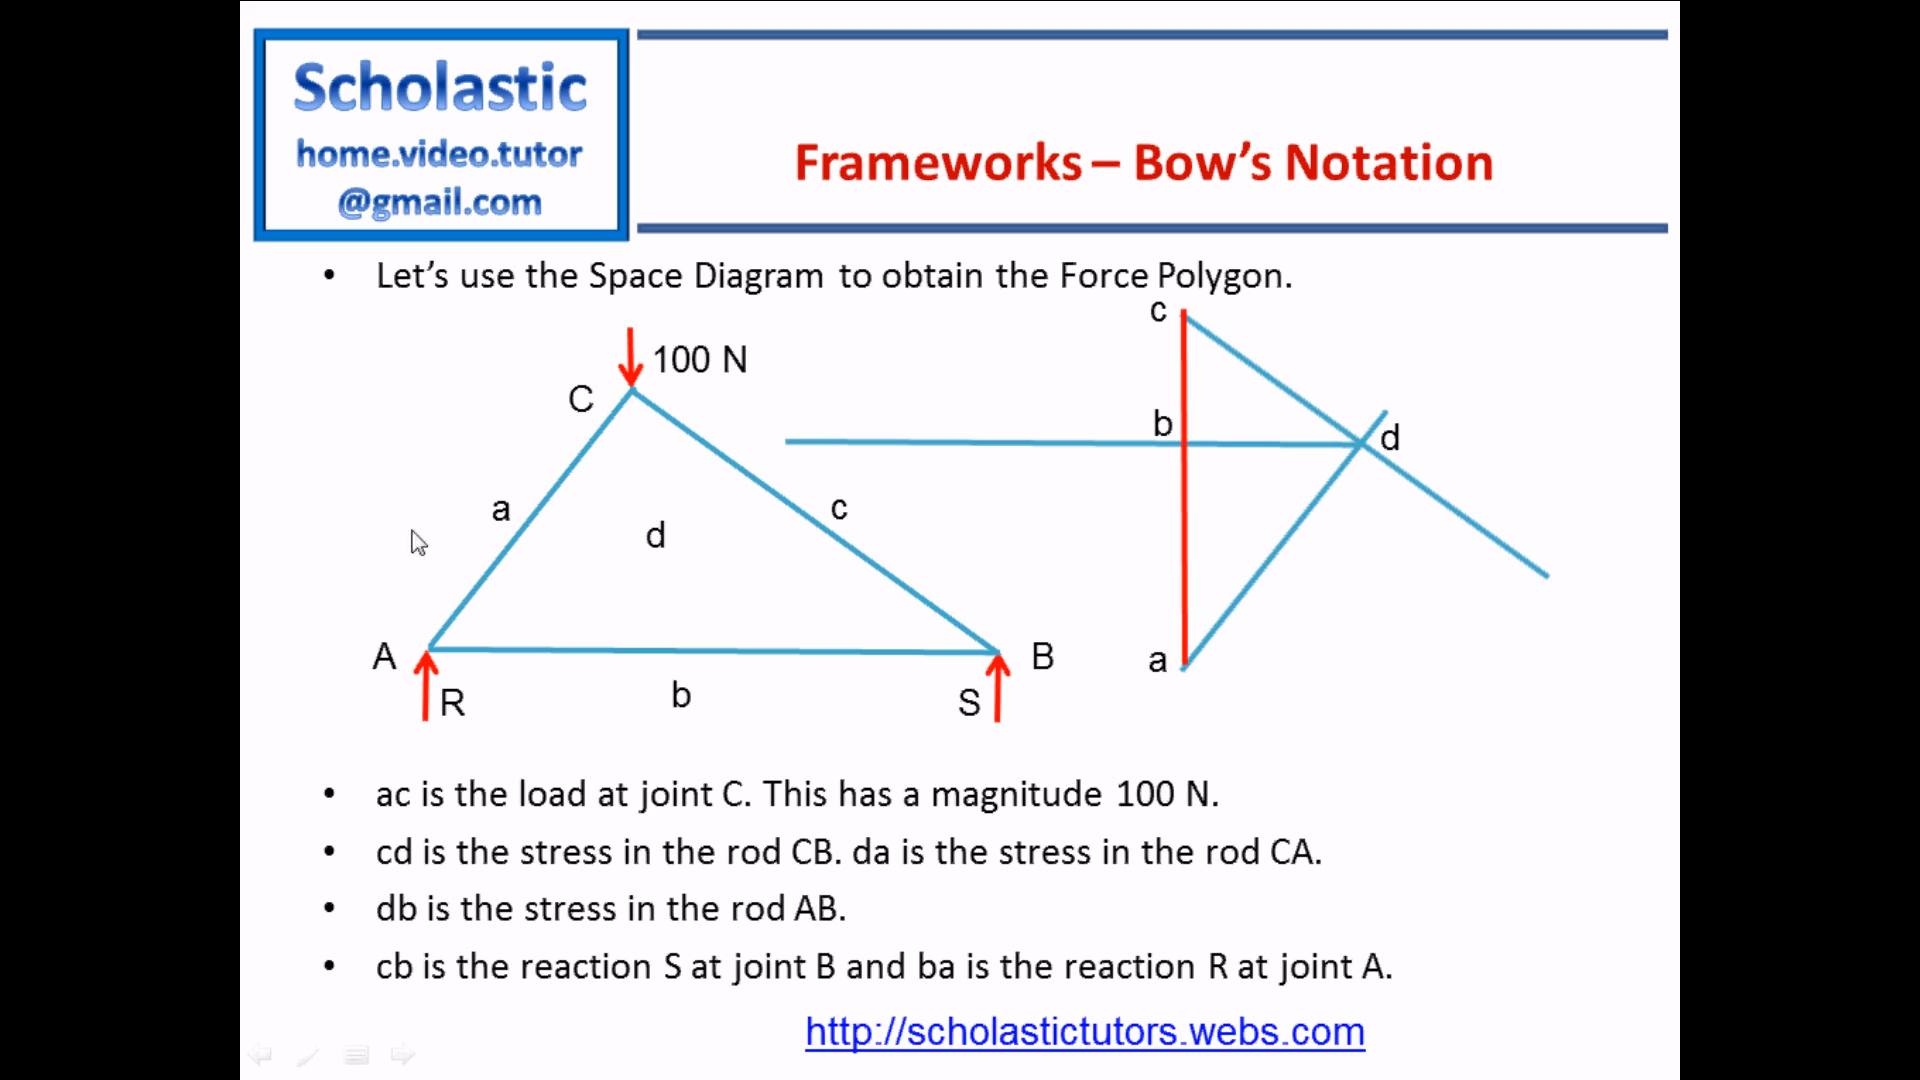 Scholastic
home.video.tutor
@gmail.com
Frameworks – Bow’s Notation
• Let’s use the Space Diagram to obtain the Force Polygon.
c
100 N
C
b
d
a
c
d
A
B
a
R
b
S
• ac is the load at joint C. This has a magnitude 100 N.
• cd is the stress in the rod CB. da is the stress in the rod CA.
• db is the stress in the rod AB.
• cb is the reaction S at joint B and ba is the reaction R at joint A.
http://scholastictutors.webs.com